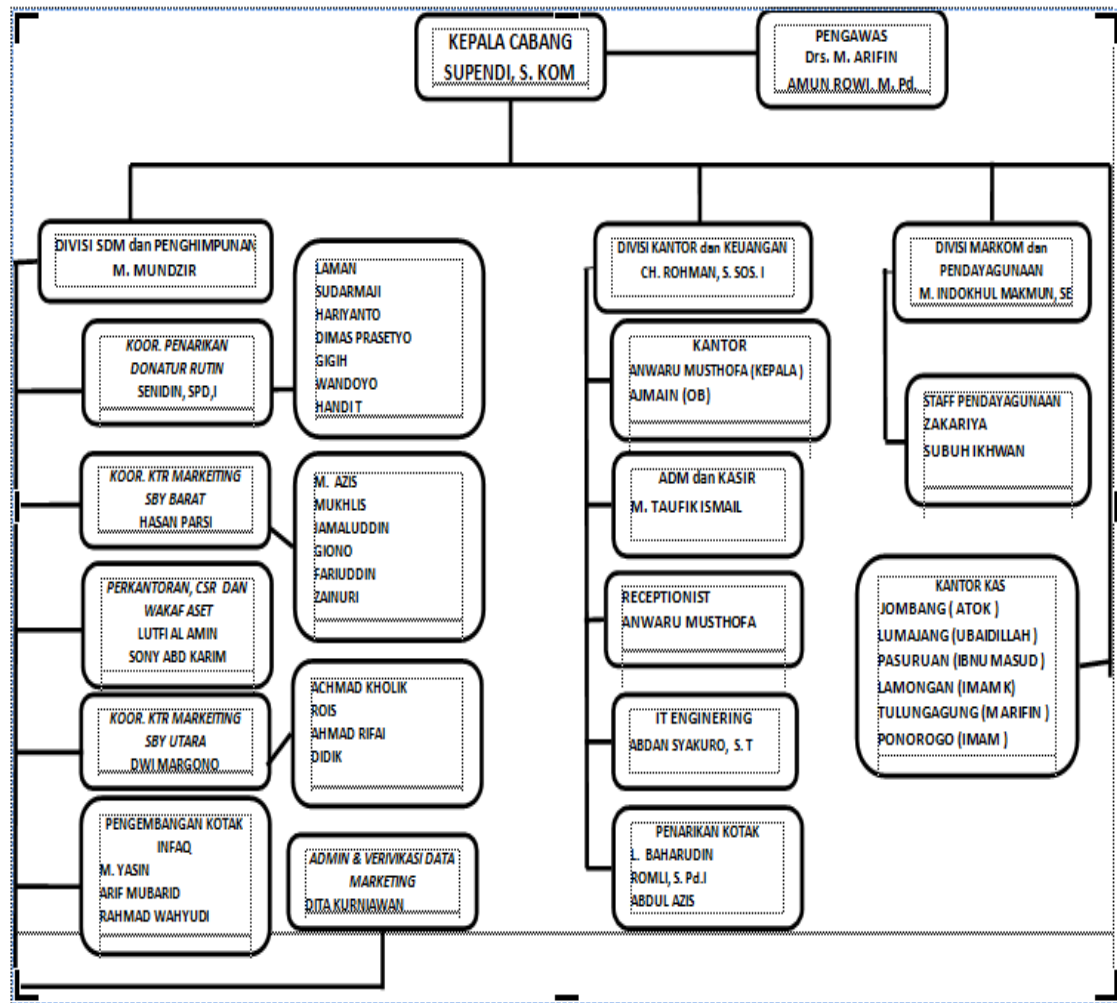 KEPALA CABANG
SUPENDI, S. KOM
PENGAWAS
Drs. M. ARIFIN
AMUN ROWI. M. Pd.
DIVISI SDM dan PENGHIMPUNAN
M. MUNDZIR
KOOR. PENARIKAN
DONATUR RUTIN
SENIDIN, SPD,I
LAMAN
SUDARMAJI
HARIYANTO
DIMAS PRASETYO
GIGIH
WANDOYO
HANDI T
KOOR. KTR MARKEITING
SBY BARAT
HASAN PARSI
M. AZIS
MUKHLIS
JAMALUDDIN
GIONO
FARIUDDIN
ZAINURI
PERKANTORAN, CSR DAN
WAKAF ASET
LUTFI AL AMIN
SONY ABD KARIM
KOOR. KTR MARKEITING
SBY UTARA
DWI MARGONO
ACHMAD KHOLIK
ROIS
AHMAD RIFAI
DIDIK
PENGEMBANGAN KOTAK
INFAQ
M. YASIN
ARIF MUBARID
RAHMAD WAHYUDI
ADMIN & VERIVIKASI DATA
MARKETING
DITA KURNIAWAN
DIVISI KANTOR dan KEUANGAN
CH. ROHMAN, S. SOS. I
KANTOR
ANWARU MUSTHOFA (KEPALA )
AJMAIN (OB)
ADM dan KASIR
M. TAUFIK ISMAIL
RECEPTIONIST
ANWARU MUSTHOFA
IT ENGINERING
ABDAN SYAKURO, S. T
PENARIKAN KOTAK
L. BAHARUDIN
ROMLI, S. Pd.I
ABDUL AZIS
DIVISI MARKOM dan
PENDAYAGUNAAN
M. INDOKHUL MAKMUN, SE
STAFF PENDAYAGUNAAN
ZAKARIYA
SUBUH IKHWAN
KANTOR KAS
JOMBANG ( ATOK )
LUMAJANG (UBAIDILLAH )
PASURUAN (IBNU MASUD )
LAMONGAN (IMAM K)
TULUNGAGUNG (M ARIFIN )
PONOROGO (IMAM )